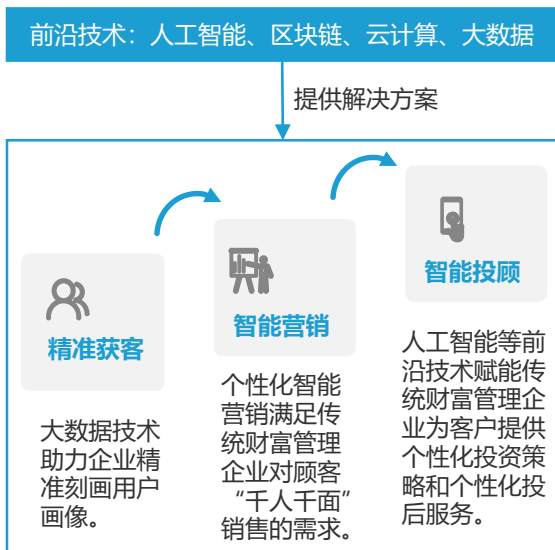 前沿技术：人工智能、区块链、云计算、大数据
提供解决方案
精准获客
大数据技术
助力企业精
准刻画用户
画像。
智能营销
个性化智能
营销满足传
统财富管理
企业对顾客
“千人千面”
销售的需求。
智能投顾
人工智能等前
沿技术赋能传
统财富管理企
业为客户提供
个性化投资策
略和个性化投
后服务。